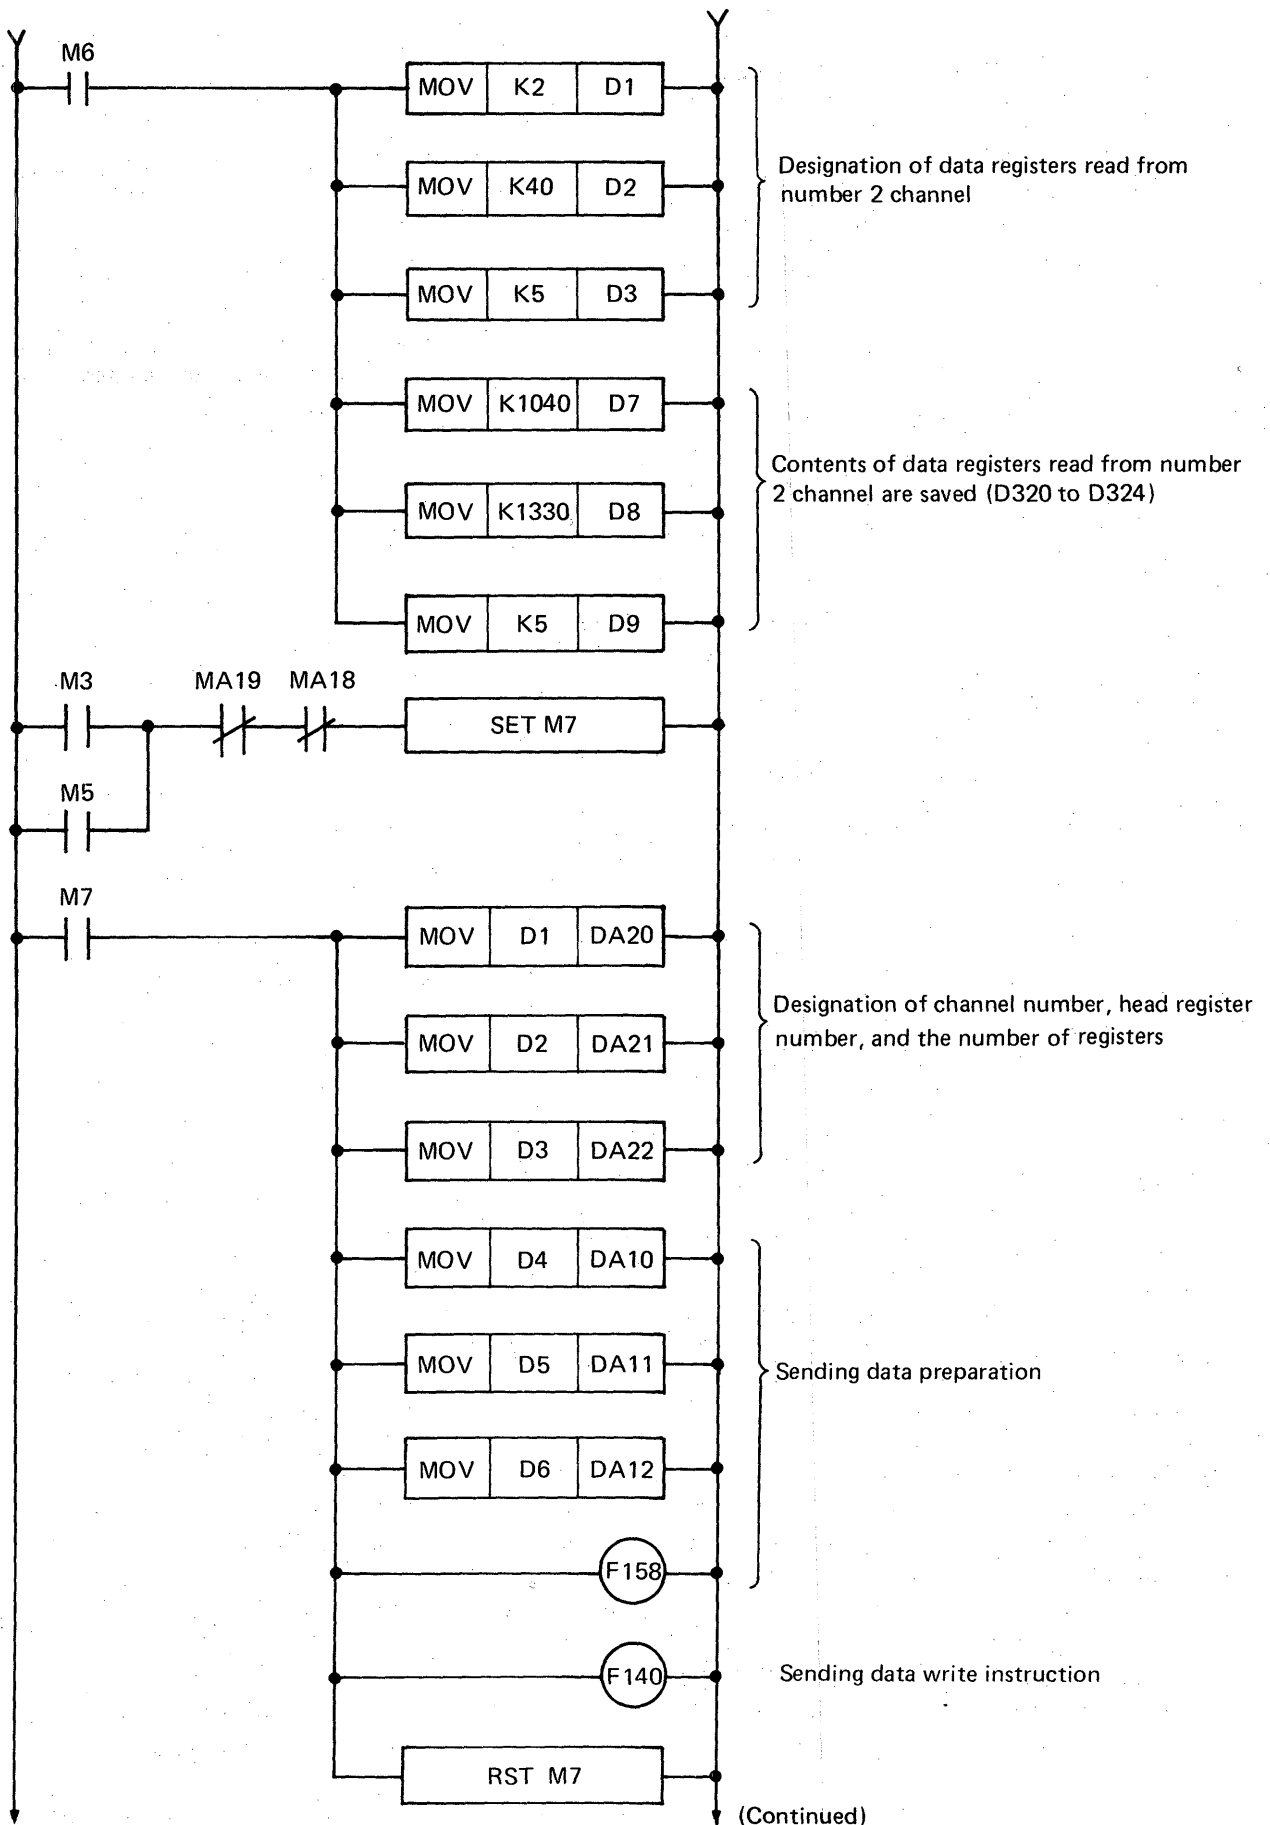 M6
MOV K2 D1
MOV K40 D2
Designation of data registers read from
number 2 channel
MOV K5 D3
MOV K1040 D7
MOV K1330 D8
Contents of data registers read from number
2 channel are saved (D320 to D324)
MOV K5 D9
M3 MA19 MA18
SET M7
M5
M7
MOV D1 DA20
MOV D2 DA21
Designation of channel number, head register
number, and the number of registers
MOV D3 DA22
MOV D4 DA10
MOV D5 DA11
Sending data preparation
MOV D6 DA12
F158
F140 Sending data write instruction
RST M7
(Continued)